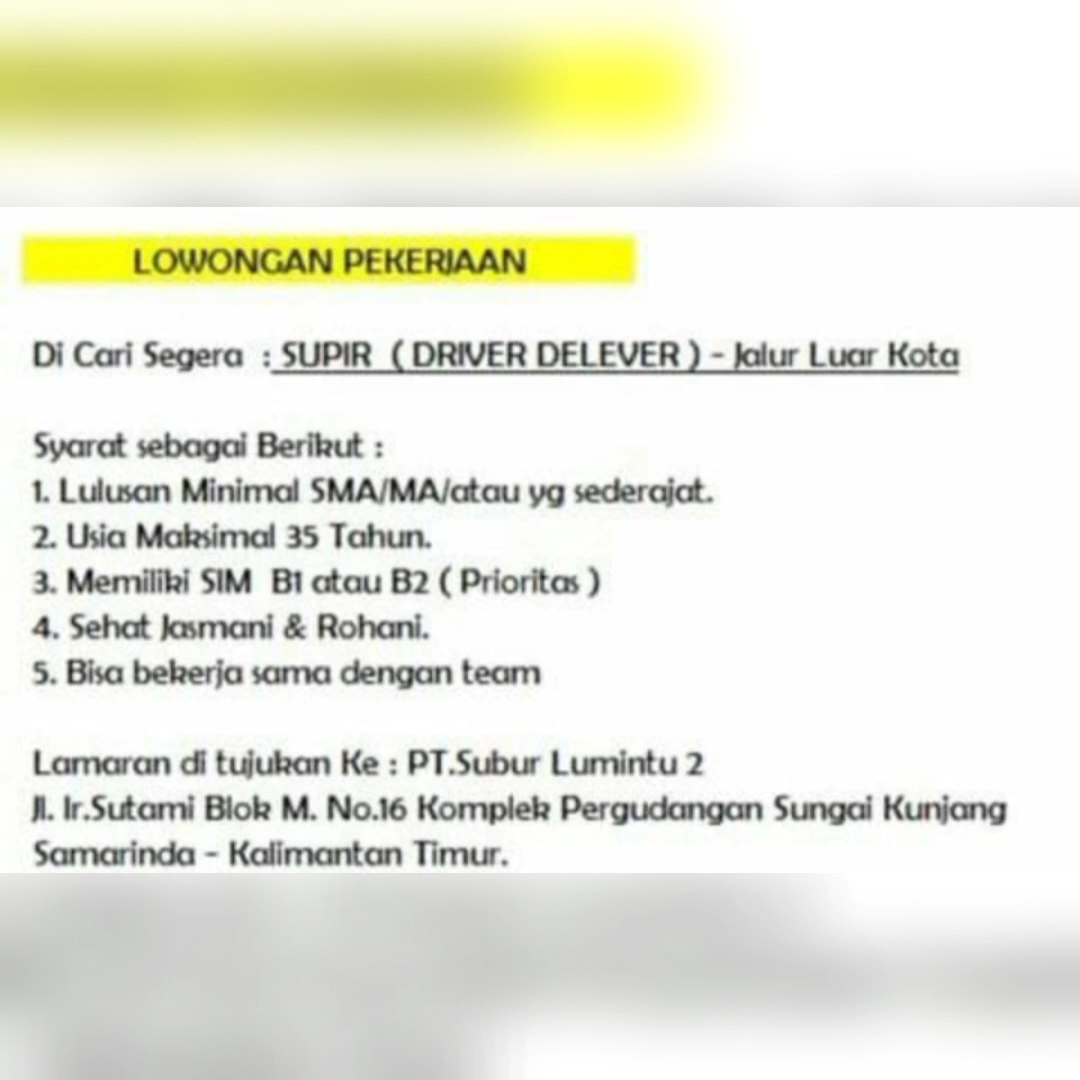 LOWONGAN PEKERJAAN
Di Cari Segera : SUPIR ( DRIVER DELEVER ) - Jalur Luar Kota
Syarat sebagai Berikut :
1. Lulusan Minimal SMA/MA/atau yg sederajat.
2. Usia Maksimal 35 Tahun.
3. Memiliki SIM B1 atau B2 ( Prioritas )
4. Sehat Jasmani & Rohani.
5. Bisa bekerja sama dengan team
Lamaran di tujukan Ke : PT.Subur Lumintu 2
Jl. Ir.Sutami Blok M. No.16 Komplek Pergudangan Sungai Kunjang
Samarinda - Kalimantan Timur.